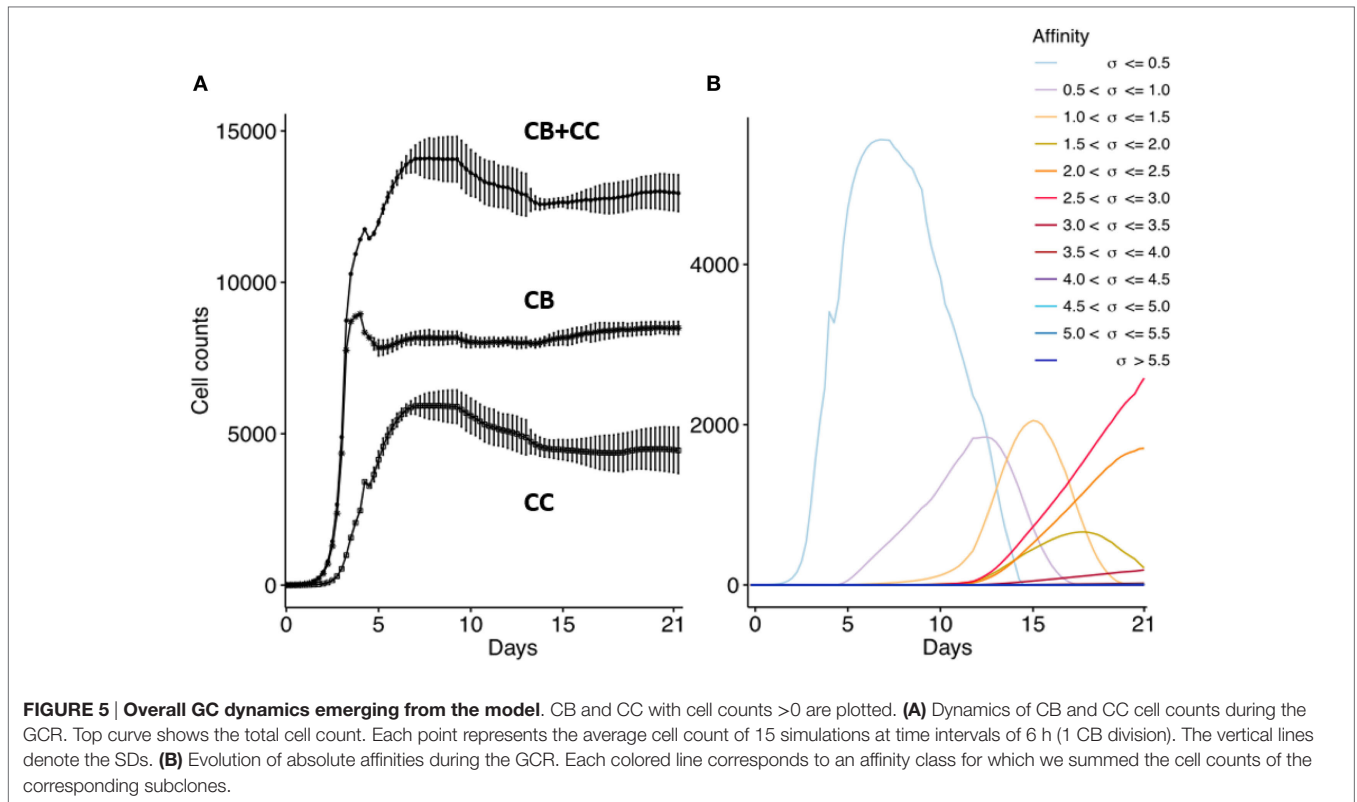 A
15000
10000
5000
0
Cell counts
CB+CC
CB
CC
0 5 10 15 21
Days
B
4000
2000
0
0 5 10 15 21
Days
Affinity
σ <= 0.5
0.5 < σ <= 1.0
1.0 < σ <= 1.5
1.5 < σ <= 2.0
2.0 < σ <= 2.5
2.5 < σ <= 3.0
3.0 < σ <= 3.5
3.5 < σ <= 4.0
4.0 < σ <= 4.5
4.5 < σ <= 5.0
5.0 < σ <= 5.5
σ > 5.5
FIGURE 5 | Overall GC dynamics emerging from the model. CB and CC with cell counts >0 are plotted. (A) Dynamics of CB and CC cell counts during the
GCR. Top curve shows the total cell count. Each point represents the average cell count of 15 simulations at time intervals of 6 h (1 CB division). The vertical lines
denote the SDs. (B) Evolution of absolute affinities during the GCR. Each colored line corresponds to an affinity class for which we summed the cell counts of the
corresponding subclones.